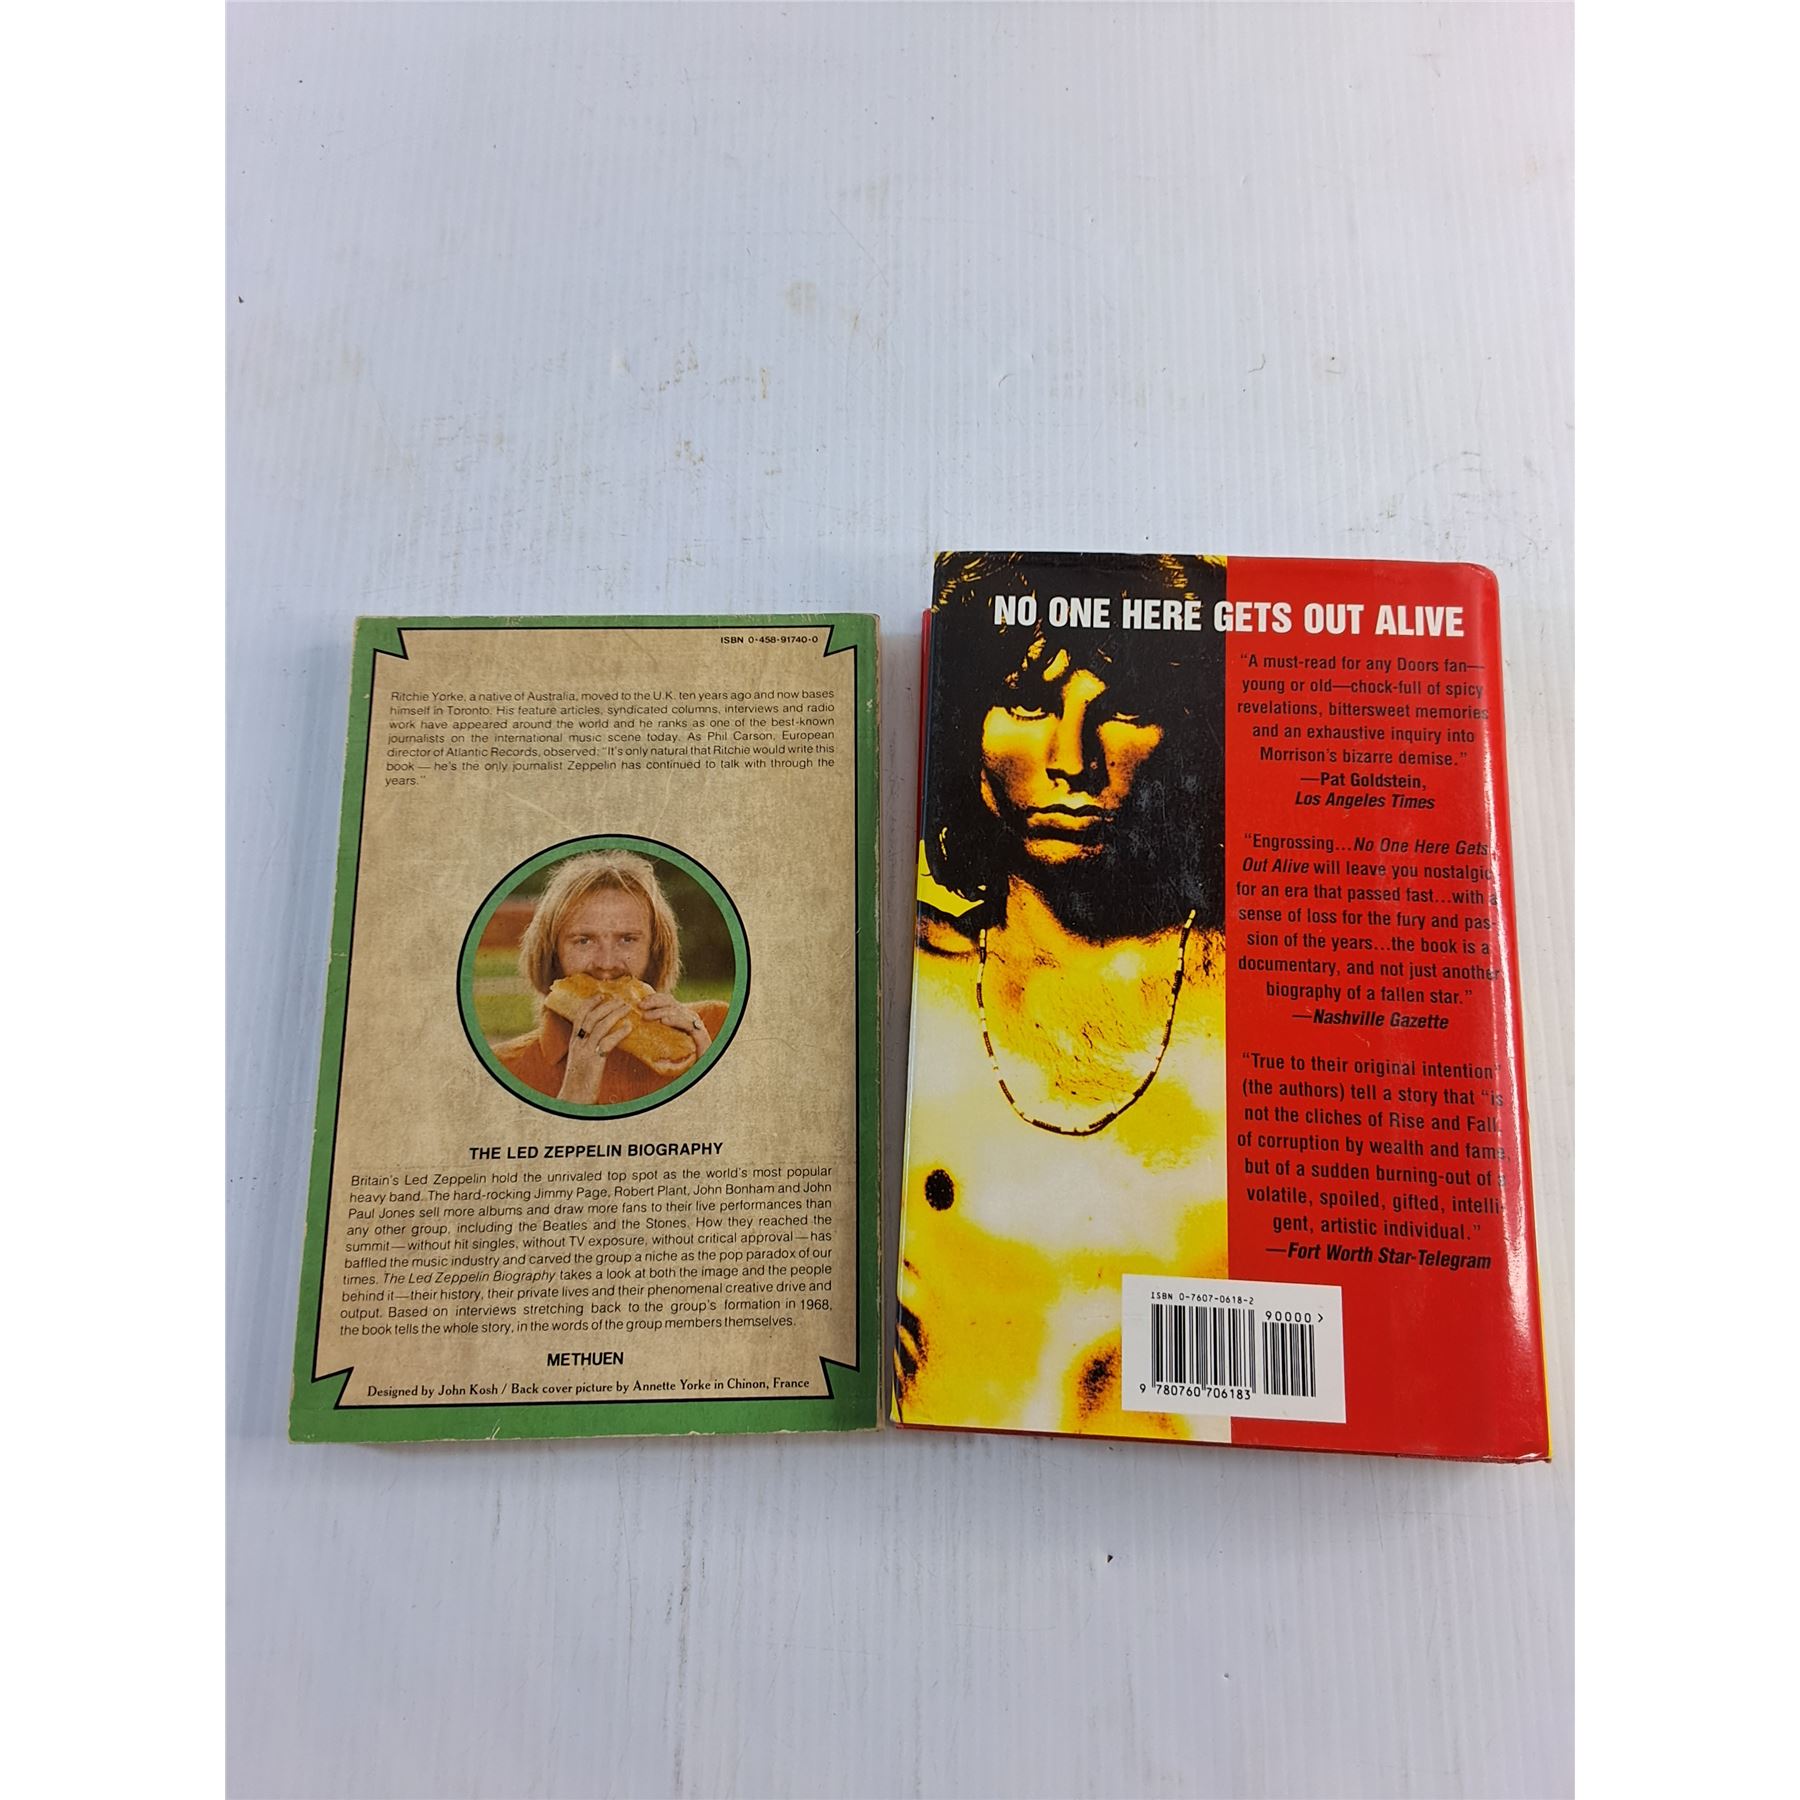 ISBN 0-458-91740-0
Ritchie Yorke, a native of Australia, moved to the U.K. ten years ago and now bases
himself in Toronto. His feature articles, syndicated columns, interviews and radio
work have appeared around the world and he ranks as one of the best-known
journalists on the international music scene today. As Phil Carson, European
director of Atlantic Records, observed: "It's only natural that Ritchie would write this
book — he's the only journalist Zeppelin has continued to talk with through the
years."
THE LED ZEPPELIN BIOGRAPHY
Britain's Led Zeppelin hold the unrivaled top spot as the world's most popular
heavy band. The hard-rocking Jimmy Page, Robert Plant, John Bonham and John
Paul Jones sell more albums and draw more fans to their live performances than
any other group, including the Beatles and the Stones. How they reached the
summit — without hit singles, without TV exposure, without critical approval — has
baffled the music industry and carved the group a niche as the pop paradox of our
times. The Led Zeppelin Biography takes a look at both the image and the people
behind it — their history, their private lives and their phenomenal creative drive and
output. Based on interviews stretching back to the group's formation in 1968,
the book tells the whole story, in the words of the group members themselves.
METHUEN
Designed by John Kosh / Back cover picture by Annette Yorke in Chinon, France
NO ONE HERE GETS OUT ALIVE
"A must-read for any Doors fan—
young or old—chock-full of spicy
revelations, bittersweet memories
and an exhaustive inquiry into
Morrison's bizarre demise."
—Pat Goldstein,
Los Angeles Times
"Engrossing...No One Here Gets
Out Alive will leave you nostalgic
for an era that passed fast...with a
sense of loss for the fury and pas-
sion of the years...the book is a
documentary, and not just another
biography of a fallen star."
—Nashville Gazette
"True to their original intention"
(the authors) tell a story that "is
not the cliches of Rise and Fall,
of corruption by wealth and fame,
but of a sudden burning-out of a
volatile, spoiled, gifted, intelli-
gent, artistic individual."
—Fort Worth Star-Telegram
ISBN 0-7607-0618-2
90000>
9 780760 706183